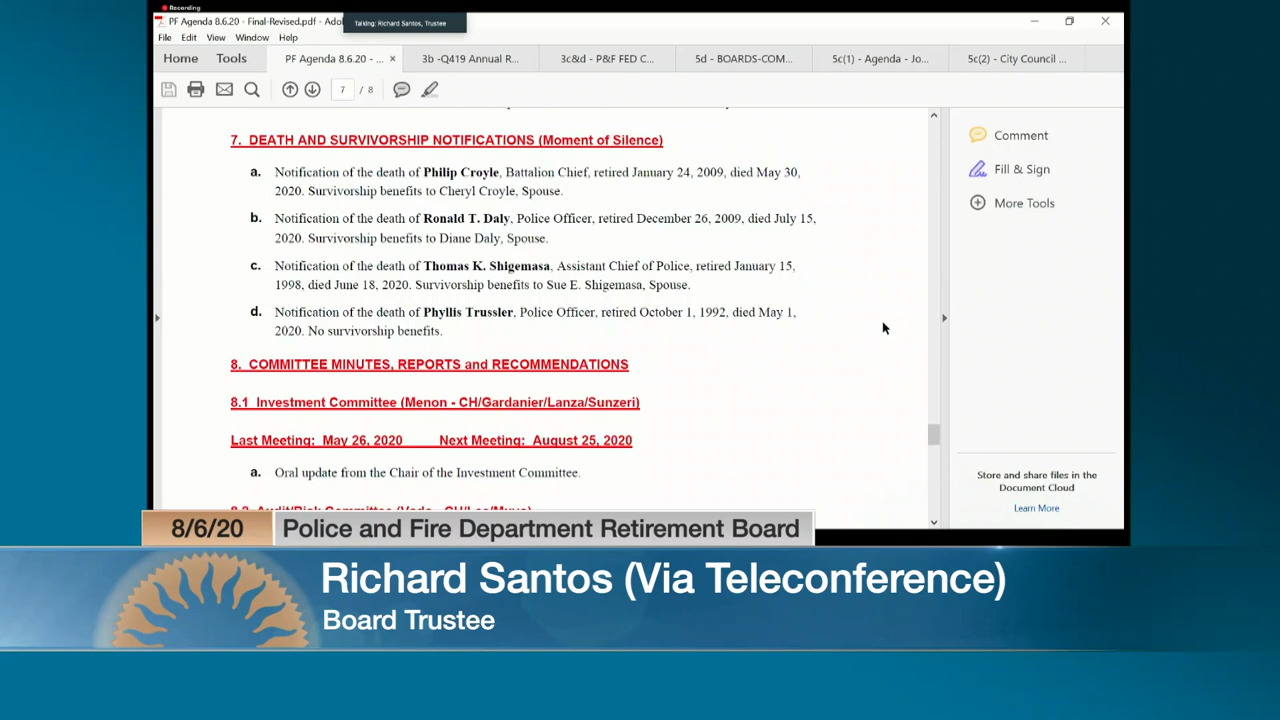 Recording
PF Agenda 8.6.20 - Final-Revised.pdf - Adob
Talking: Richard Santos, Trustee
File Edit View Window Help
Home Tools PF Agenda 8.6.20 - ... × 3b -Q419 Annual R... 3c&d - P&F FED C... 5d - BOARDS-COM... 5c(1) - Agenda - Jo... 5c(2) - City Council ...
7 / 8
7. DEATH AND SURVIVORSHIP NOTIFICATIONS (Moment of Silence)
a. Notification of the death of Philip Croyle, Battalion Chief, retired January 24, 2009, died May 30,
2020. Survivorship benefits to Cheryl Croyle, Spouse.
b. Notification of the death of Ronald T. Daly, Police Officer, retired December 26, 2009, died July 15,
2020. Survivorship benefits to Diane Daly, Spouse.
c. Notification of the death of Thomas K. Shigemasa, Assistant Chief of Police, retired January 15,
1998, died June 18, 2020. Survivorship benefits to Sue E. Shigemasa, Spouse.
d. Notification of the death of Phyllis Trussler, Police Officer, retired October 1, 1992, died May 1,
2020. No survivorship benefits.
8. COMMITTEE MINUTES, REPORTS and RECOMMENDATIONS
8.1 Investment Committee (Menon - CH/Gardanier/Lanza/Sunzeri)
Last Meeting: May 26, 2020 Next Meeting: August 25, 2020
a. Oral update from the Chair of the Investment Committee.
Comment
Fill & Sign
More Tools
Store and share files in the
Document Cloud
Learn More
8/6/20 Police and Fire Department Retirement Board
Richard Santos (Via Teleconference)
Board Trustee